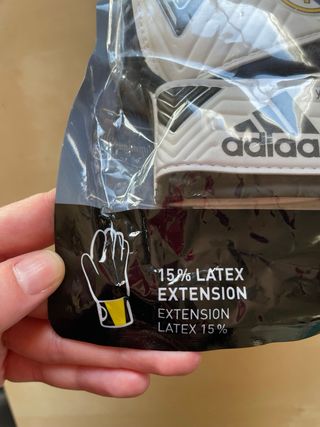 adidas
15% LATEX
EXTENSION
EXTENSION
LATEX 15%